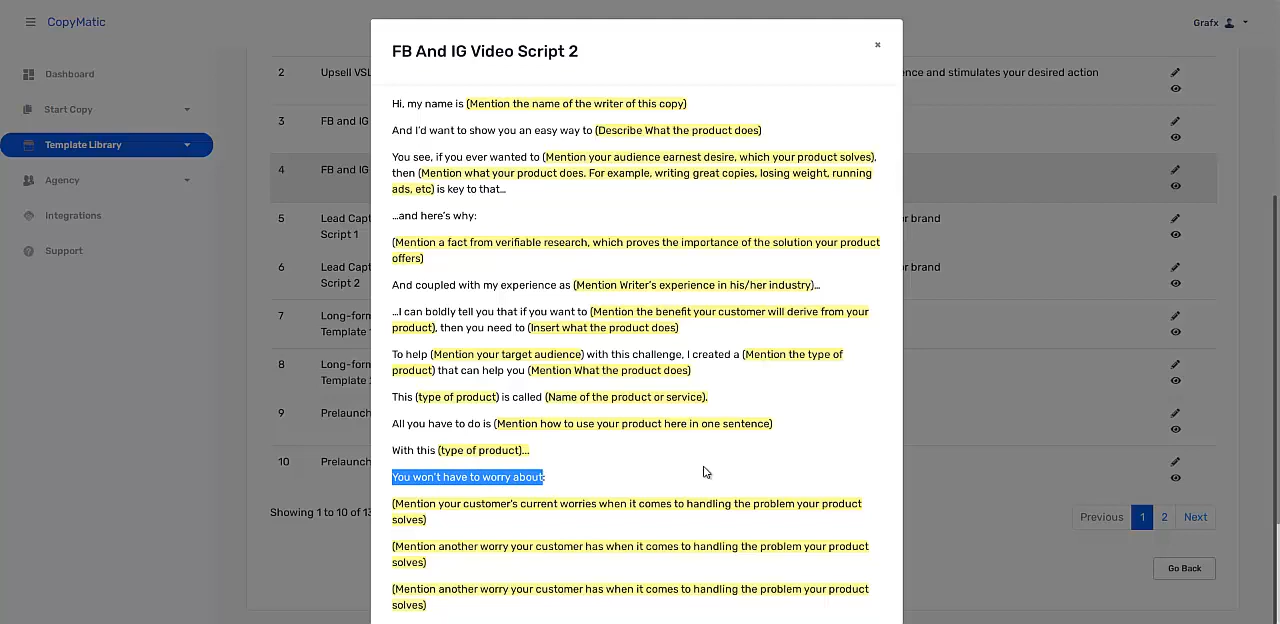 CopyMatic
Grafx
Dashboard
Start Copy
Template Library
Agency
Integrations
Support
2 Upsell VSL
ence and stimulates your desired action
3 FB and IG
4 FB and IG
5 Lead Capt
Script 1
ur brand
6 Lead Capt
Script 2
ur brand
7 Long-form
Template
8 Long-form
Template
9 Prelaunch
10 Prelaunch
Showing 1 to 10 of 13
Previous 1 2 Next
Go Back
FB And IG Video Script 2
×
Hi, my name is (Mention the name of the writer of this copy)
And I'd want to show you an easy way to (Describe What the product does)
You see, if you ever wanted to (Mention your audience earnest desire, which your product solves),
then (Mention what your product does. For example, writing great copies, losing weight, running
ads, etc) is key to that…
…and here's why:
(Mention a fact from verifiable research, which proves the importance of the solution your product
offers)
And coupled with my experience as (Mention Writer's experience in his/her industry)…
…I can boldly tell you that if you want to (Mention the benefit your customer will derive from your
product), then you need to (Insert what the product does)
To help (Mention your target audience) with this challenge, I created a (Mention the type of
product) that can help you (Mention What the product does)
This (type of product) is called (Name of the product or service).
All you have to do is (Mention how to use your product here in one sentence)
With this (type of product)...
You won't have to worry about:
(Mention your customer's current worries when it comes to handling the problem your product
solves)
(Mention another worry your customer has when it comes to handling the problem your product
solves)
(Mention another worry your customer has when it comes to handling the problem your product
solves)